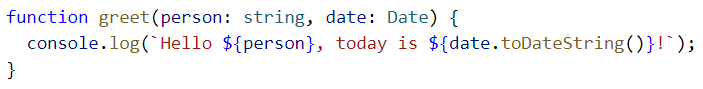 function greet(person: string, date: Date) {
  console.log(`Hello ${person}, today is ${date.toDateString()}!`);
}